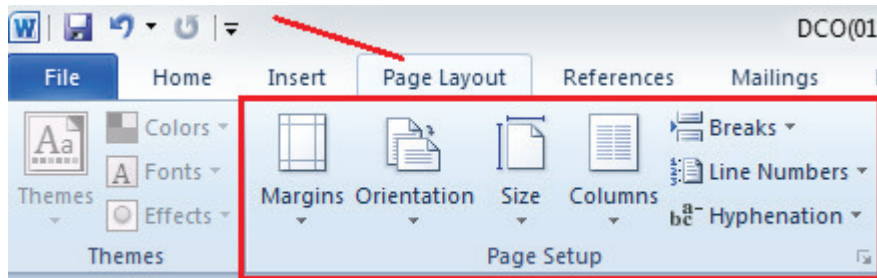 W DCO(01
File Home Insert Page Layout References Mailings
Aa Colors Breaks
A Fonts Line Numbers
Themes Effects Margins Orientation Size Columns bc a- Hyphenation
Themes Page Setup